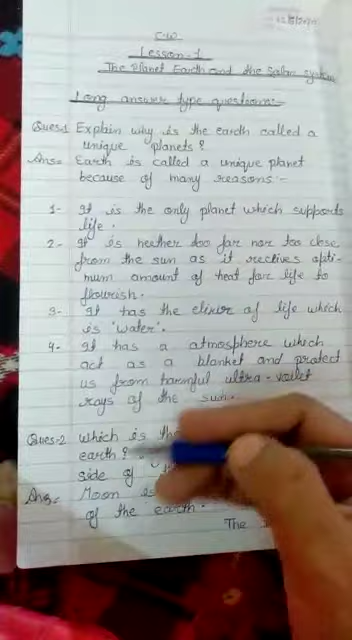 C.W
Lesson-1
The Planet Earth and the Solar system
Long answer type questions:-
Ques-1 Explain why is the earth called a
unique planets?
Ans= Earth is called a unique planet
because of many reasons:-
1- It is the only planet which supports
life.
2- It is neither too far nor too close
from the sun as it recives opti-
mum amount of heat for life to
flourish.
3- It has the elixir of life which
is 'water'.
4- It has a atmosphere which
act as a blanket and protect
us from harmful ultra-voilet
rays of the sun.
Ques-2 which is the
earth?
side of
Ans= Moon is
of the earth.
The